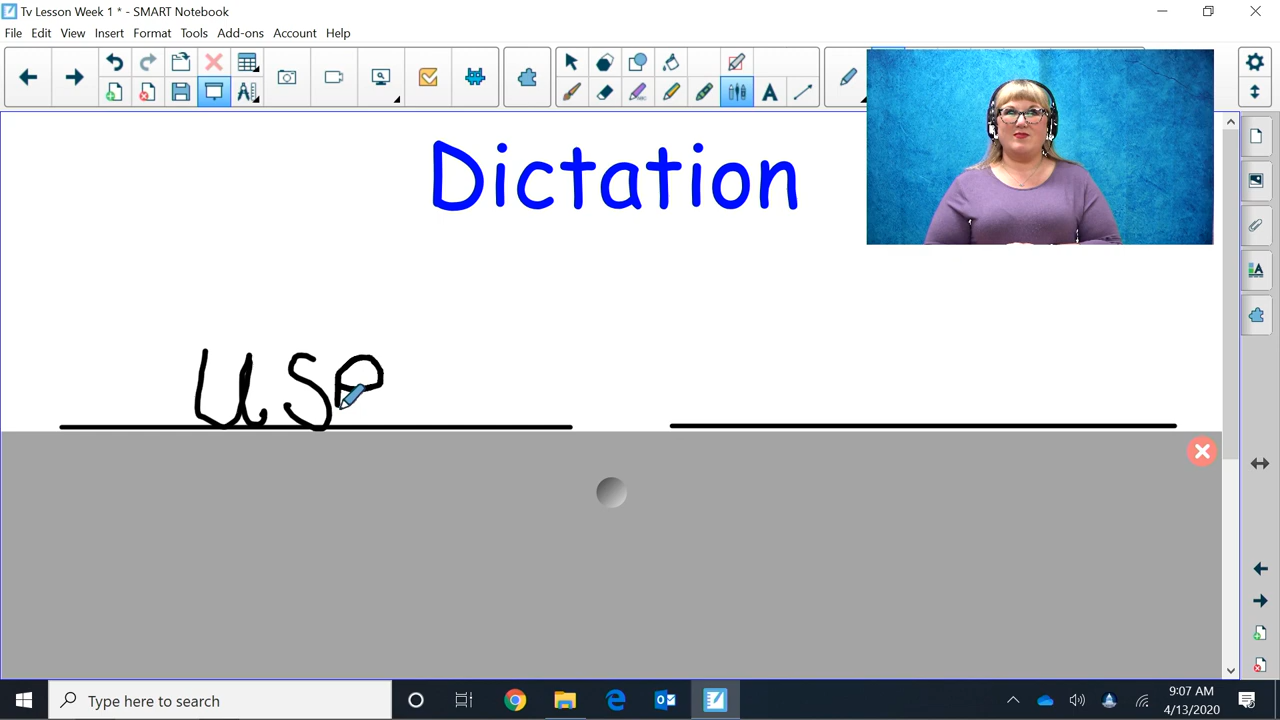 Tv Lesson Week 1 * - SMART Notebook
File Edit View Insert Format Tools Add-ons Account Help
Dictation
use
Type here to search
9:07 AM
4/13/2020